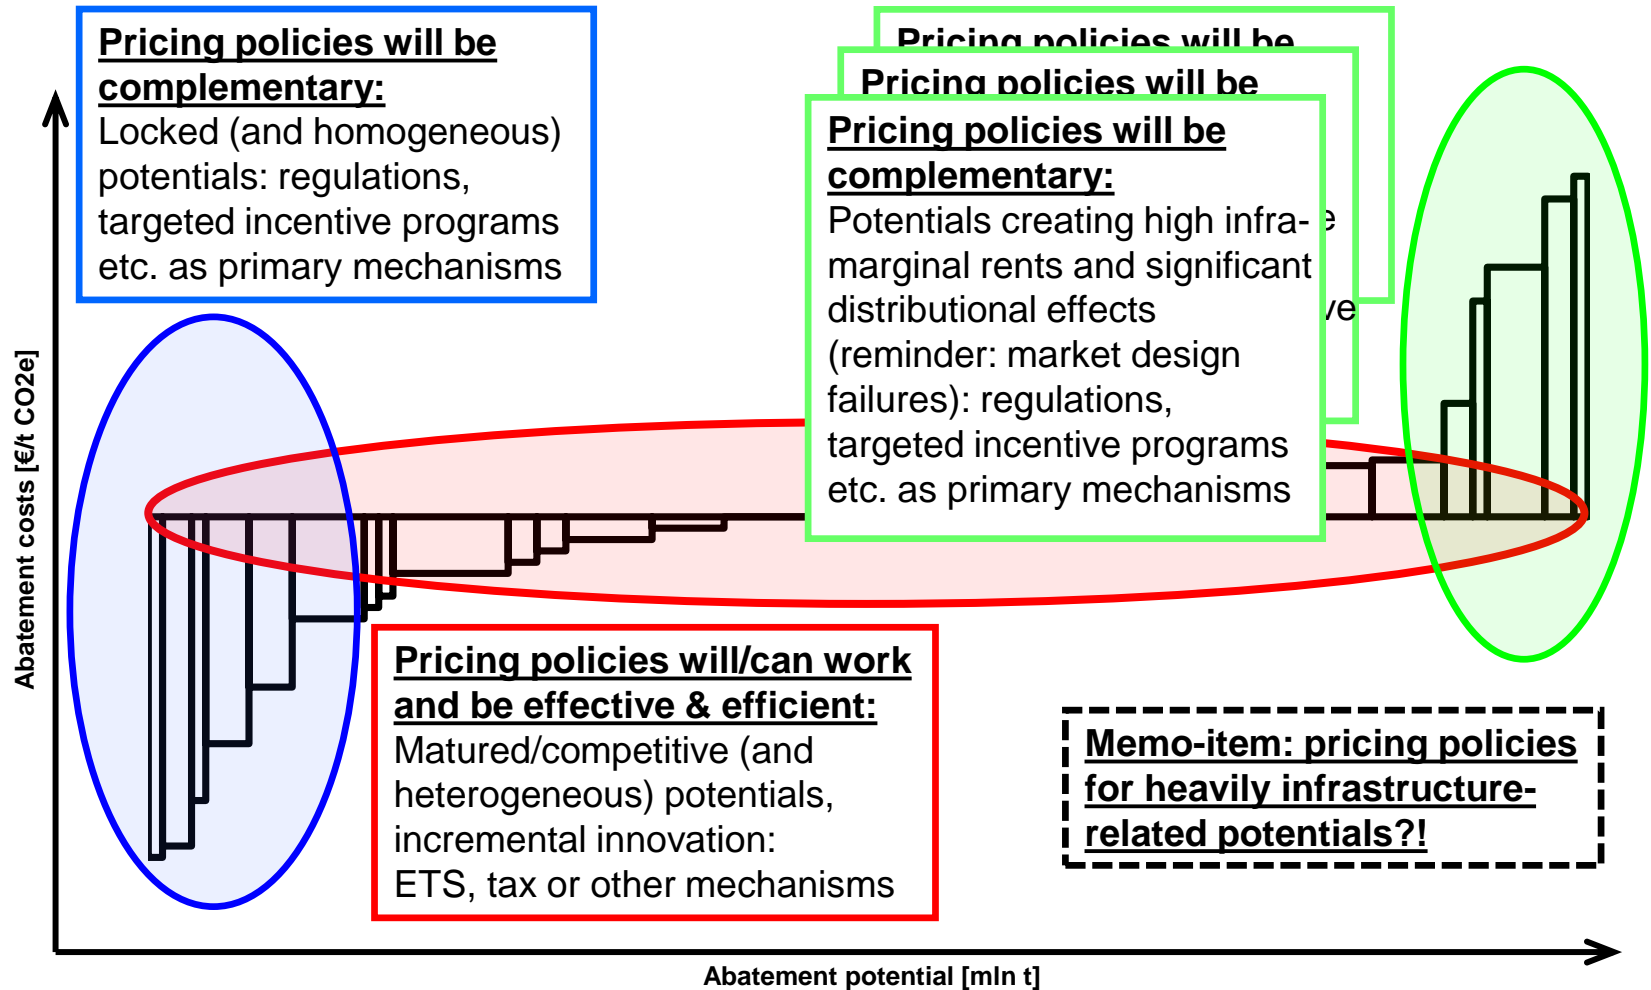 Pricing policies will be
complementary:
Locked (and homogeneous)
potentials: regulations,
targeted incentive programs
etc. as primary mechanisms
Pricing policies will be
Pricing policies will be
Pricing policies will be
complementary:
Potentials creating high infra-
marginal rents and significant
distributional effects
(reminder: market design
failures): regulations,
targeted incentive programs
etc. as primary mechanisms
e
ve
Abatement costs [€/t CO2e]
Pricing policies will/can work
and be effective & efficient:
Matured/competitive (and
heterogeneous) potentials,
incremental innovation:
ETS, tax or other mechanisms
Memo-item: pricing policies
for heavily infrastructure-
related potentials?!
Abatement potential [mln t]